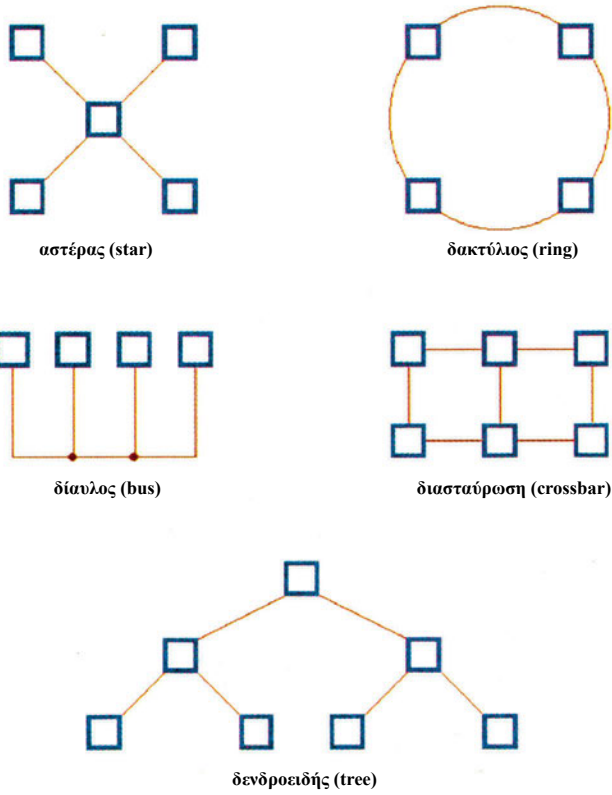 αστέρας (star)
δακτύλιος (ring)
δίαυλος (bus)
διασταύρωση (crossbar)
δενδροειδής (tree)